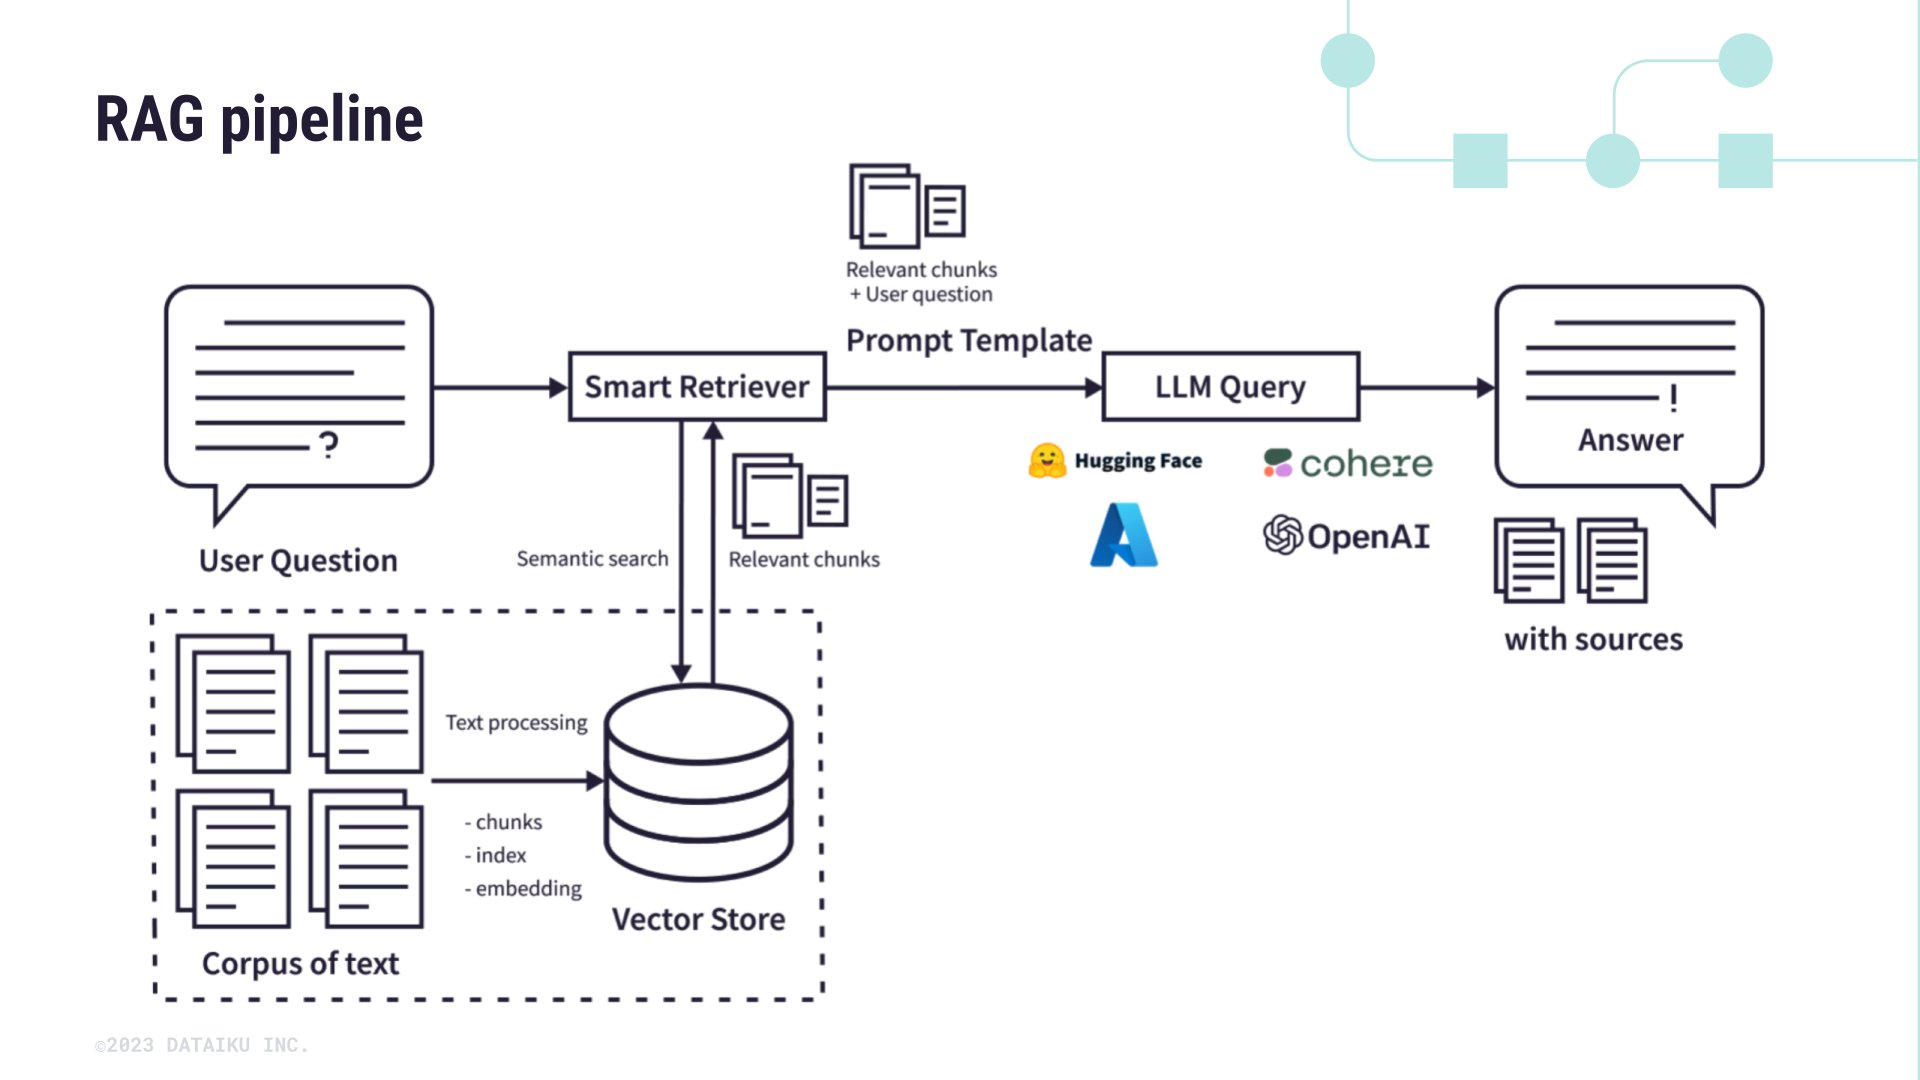 RAG pipeline
Relevant chunks
+ User question
Prompt Template
Smart Retriever
LLM Query
?
User Question
!
Answer
Hugging Face
cohere
OpenAI
with sources
Semantic search
Relevant chunks
Text processing
- chunks
- index
- embedding
Vector Store
Corpus of text
©2023 DATAIKU INC.